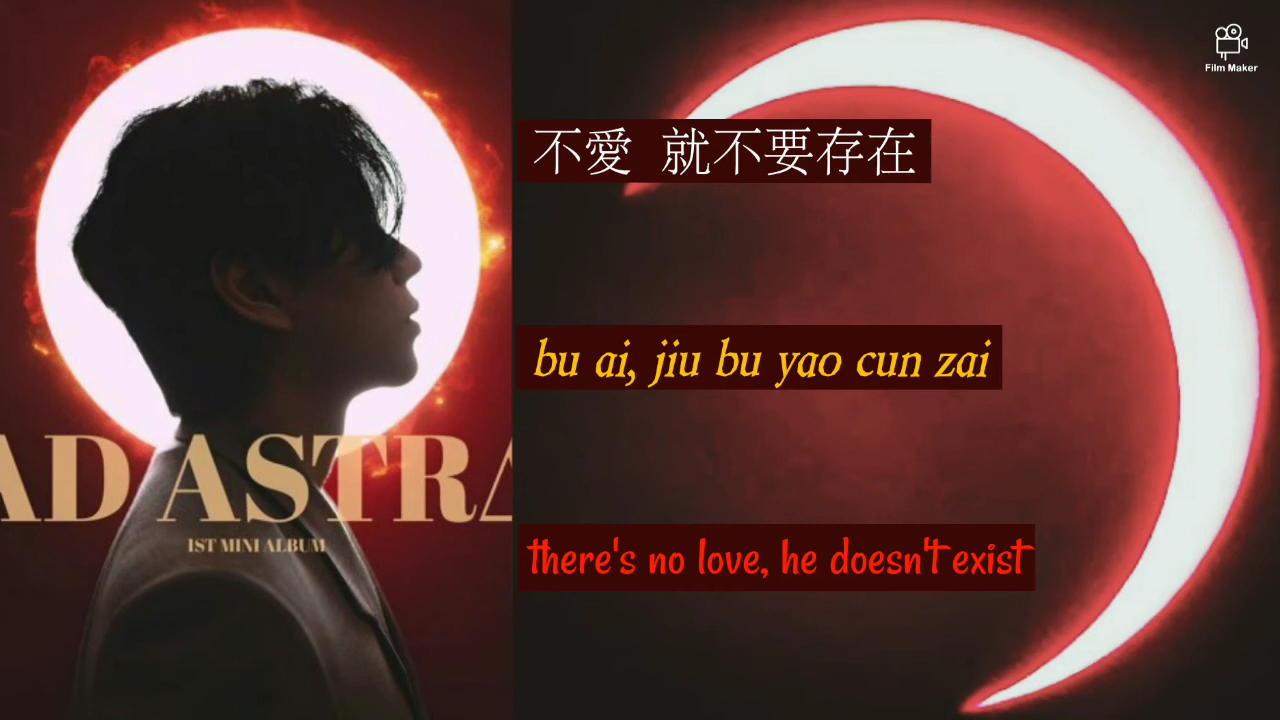 Film Maker
不愛 就不要存在
bu ai, jiu bu yao cun zai
AD ASTRA
1ST MINI ALBUM
there's no love, he doesn't exist